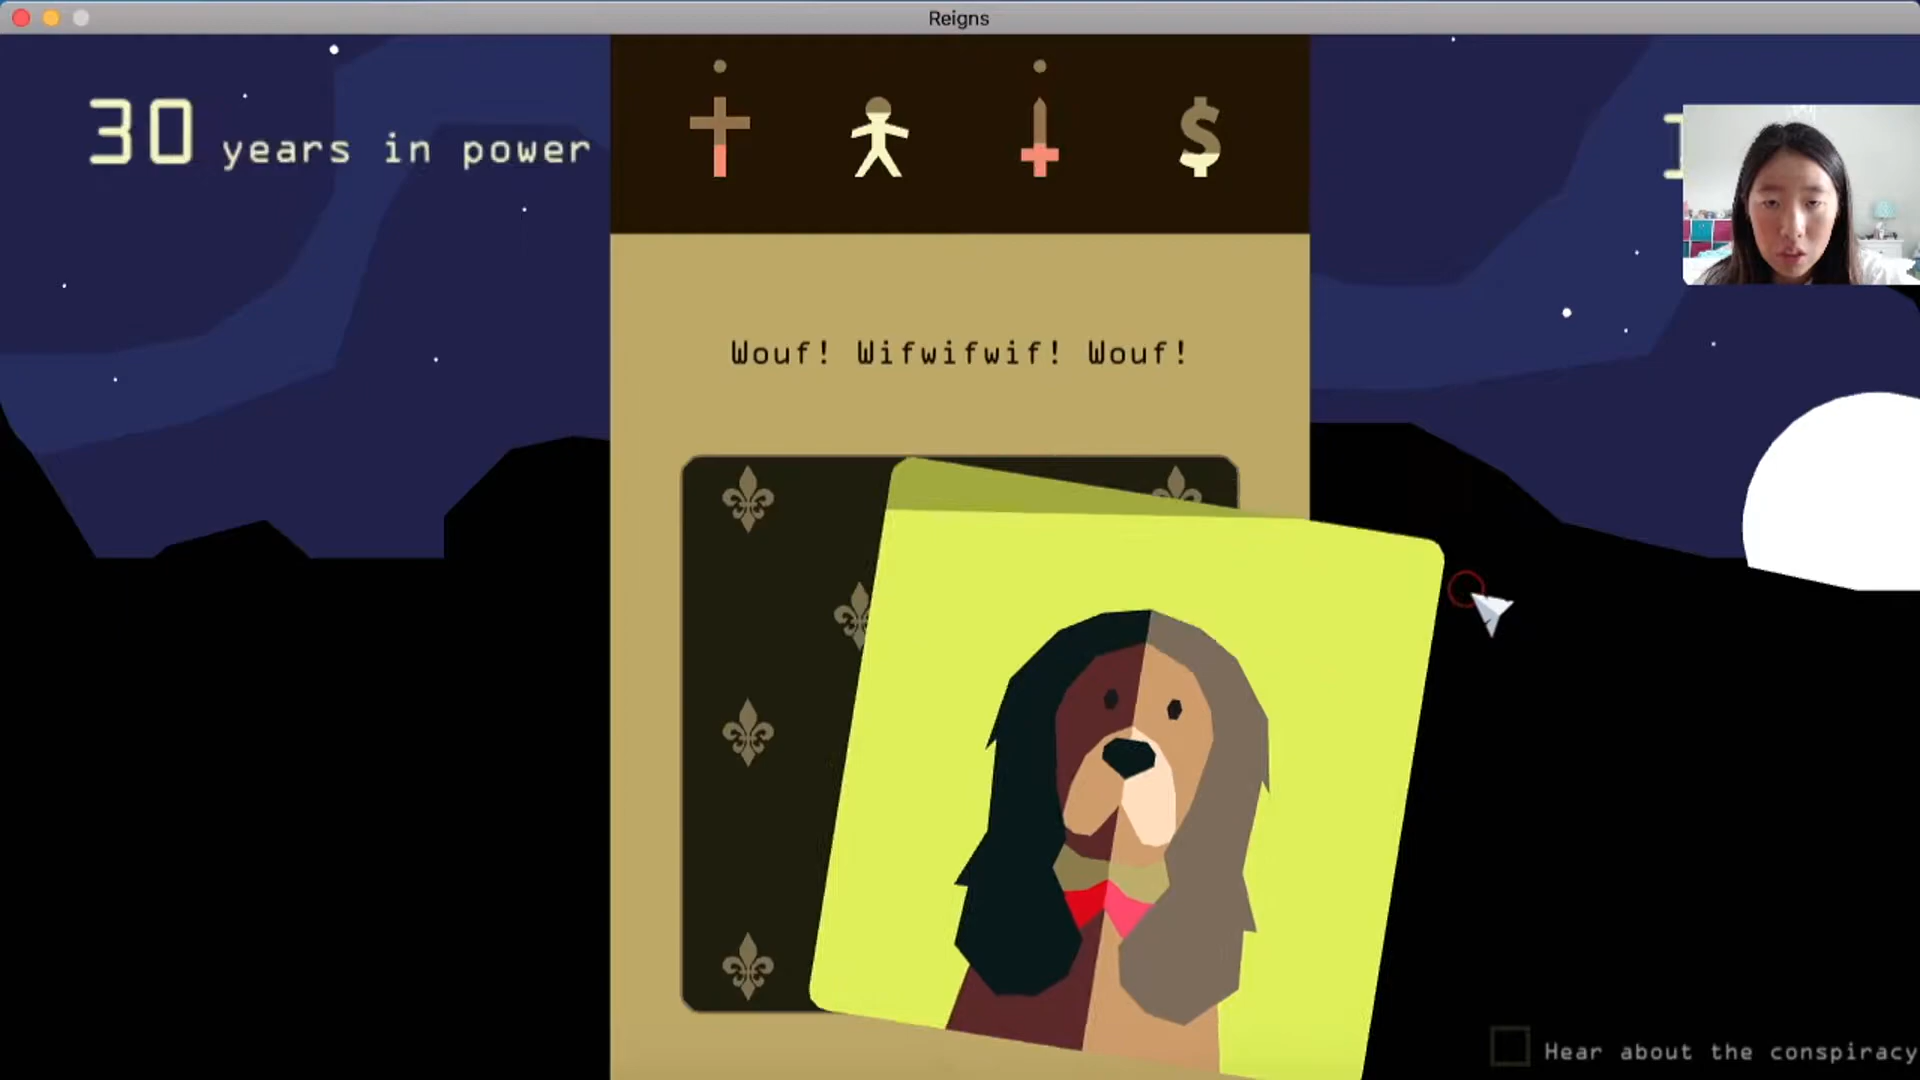 Reigns
30 years in power
$
Wouf! Wifwifwif! Wouf!
Hear about the conspiracy